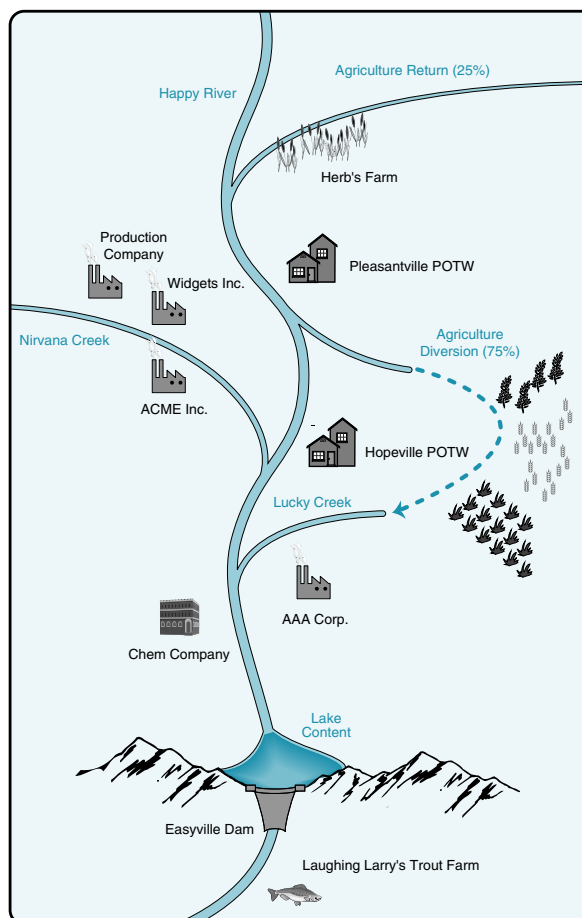 Agriculture Return (25%)
Happy River
Herb's Farm
Production
Company
Widgets Inc.
Pleasantville POTW
Nirvana Creek
Agriculture
Diversion (75%)
ACME Inc.
Hopeville POTW
Lucky Creek
AAA Corp.
Chem Company
Lake
Content
Easyville Dam
Laughing Larry's Trout Farm